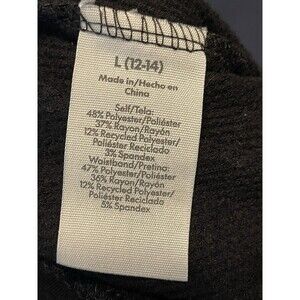 L (12-14)
Made in/Hecho en
China
Self/Tela:
48% Polyester/Poliéster
37% Rayon/Rayón
12% Recycled Polyester/
Poliéster Reciclado
3% Spandex
Waistband/Pretina:
47% Polyester/Poliéster
36% Rayon/Rayón
12% Recycled Polyester/
Poliéster Reciclado
5% Spandex